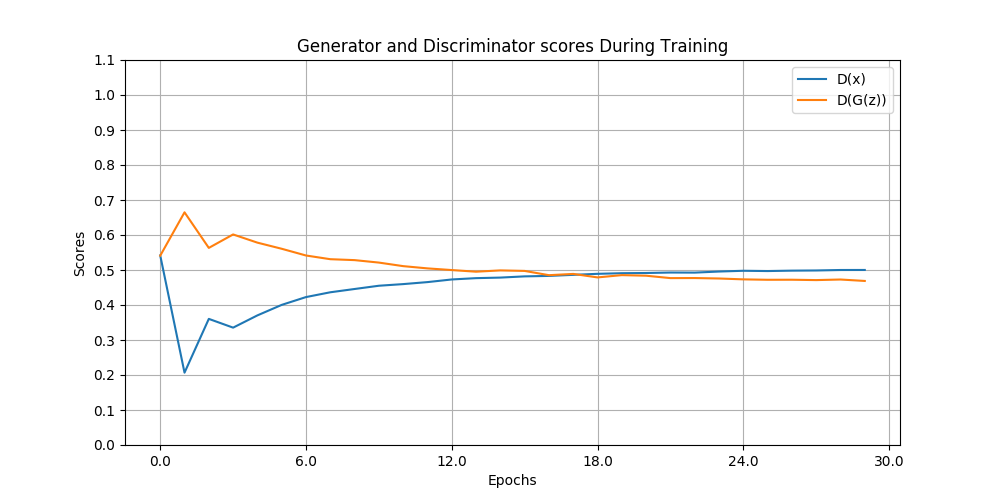 Generator and Discriminator scores During Training
1.1
1.0
0.9
0.8
0.7
0.6
0.5
0.4
0.3
0.2
0.1
0.0
Scores
D(x)
D(G(z))
0.0 6.0 12.0 18.0 24.0 30.0
Epochs